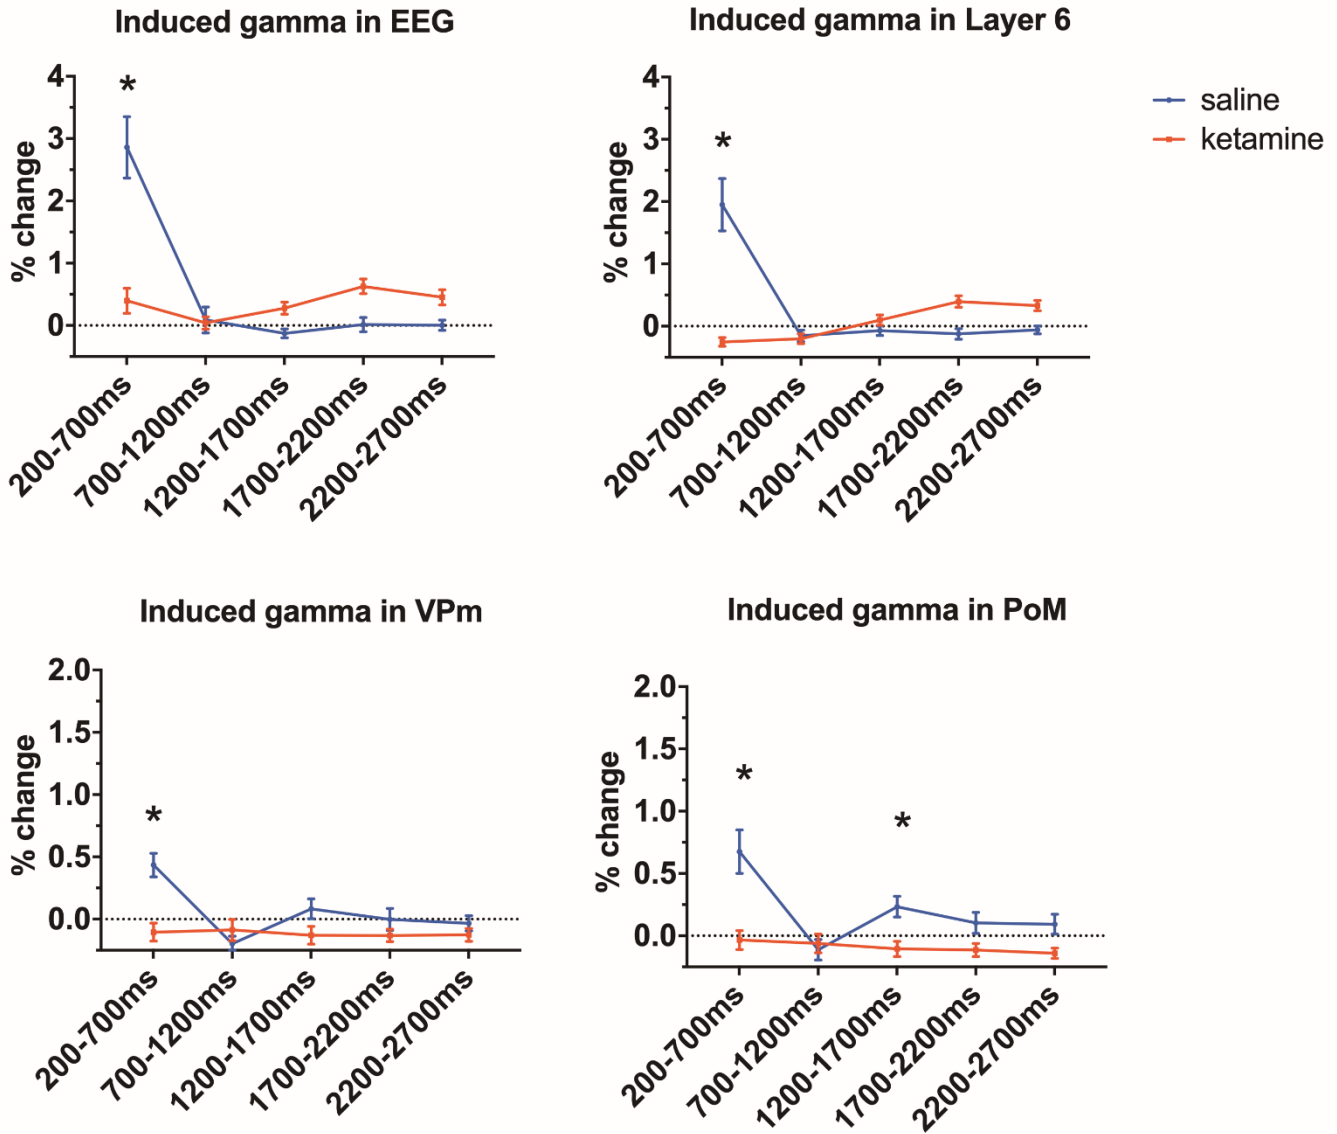 Induced gamma in EEG
% change
4
3
2
1
0
*
200-700ms
700-1200ms
1200-1700ms
1700-2200ms
2200-2700ms
Induced gamma in Layer 6
% change
4
3
2
1
0
*
200-700ms
700-1200ms
1200-1700ms
1700-2200ms
2200-2700ms
saline
ketamine
Induced gamma in VPm
% change
2.0
1.5
1.0
0.5
0.0
*
200-700ms
700-1200ms
1200-1700ms
1700-2200ms
2200-2700ms
Induced gamma in PoM
% change
2.0
1.5
1.0
0.5
0.0
*
*
200-700ms
700-1200ms
1200-1700ms
1700-2200ms
2200-2700ms